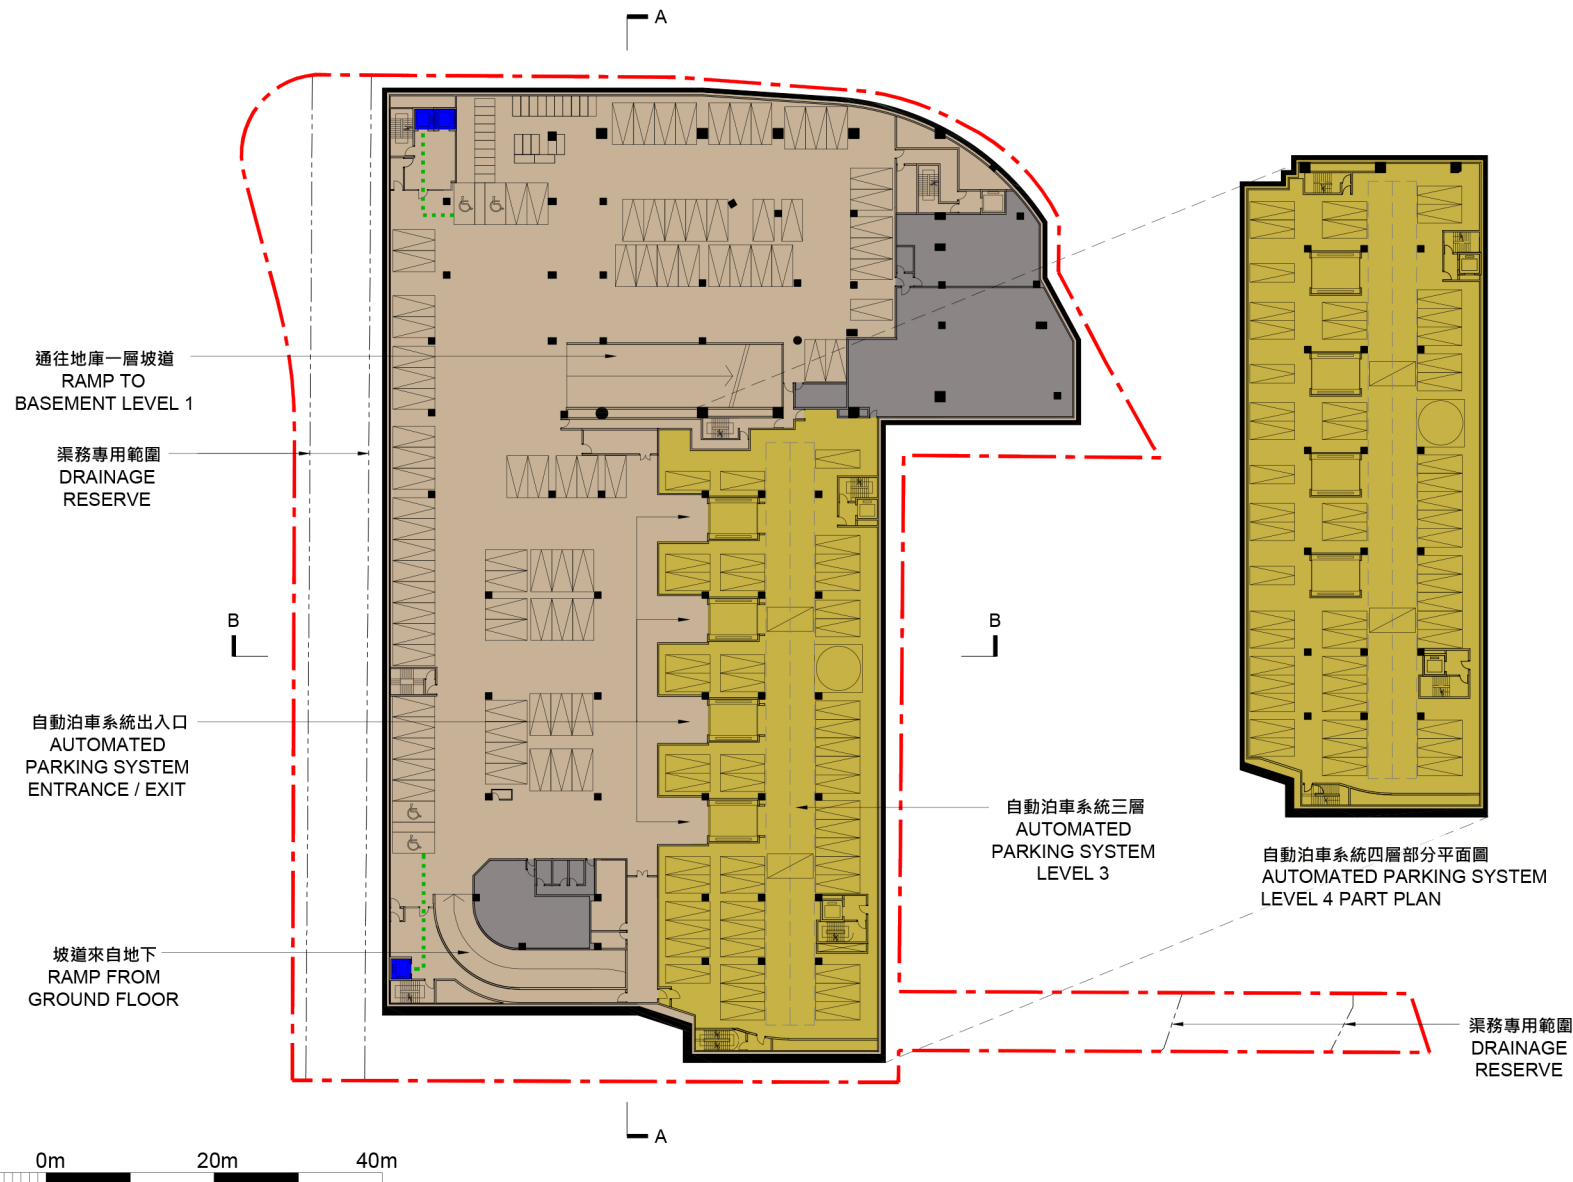 A
通往地庫一層坡道
RAMP TO
BASEMENT LEVEL 1
渠務專用範圍
DRAINAGE
RESERVE
B
B
自動泊車系統出入口
AUTOMATED
PARKING SYSTEM
ENTRANCE / EXIT
自動泊車系統三層
AUTOMATED
PARKING SYSTEM
LEVEL 3
自動泊車系統四層部分平面圖
AUTOMATED PARKING SYSTEM
LEVEL 4 PART PLAN
坡道來自地下
RAMP FROM
GROUND FLOOR
渠務專用範圍
DRAINAGE
RESERVE
A
0m
20m
40m